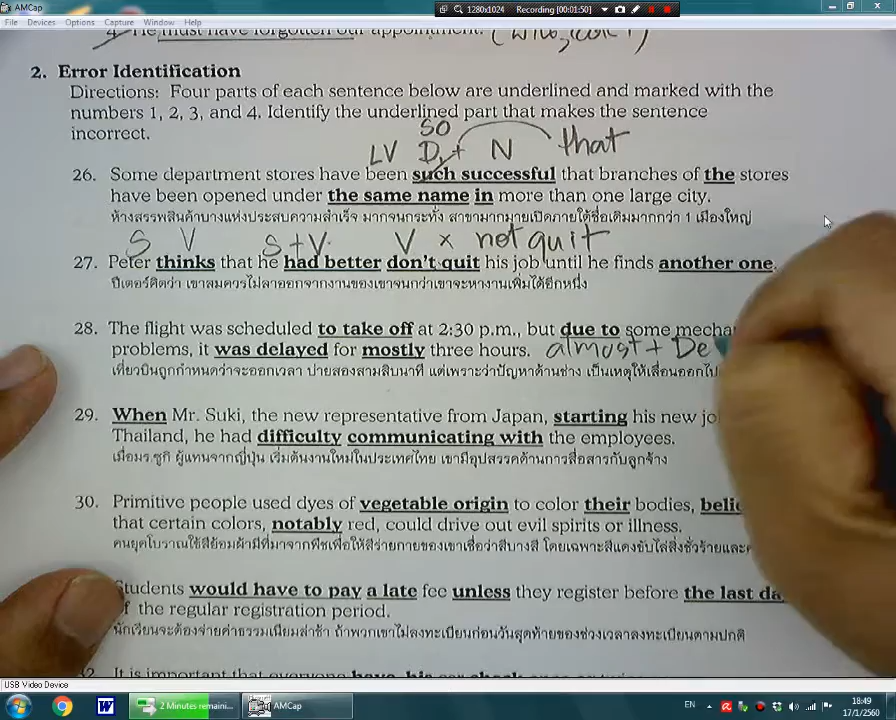 AMCap
1280x1024 Recording [00:01:50]
File Devices Options Capture Window Help
4. He must have forgotten our appointment.
2. Error Identification
Directions: Four parts of each sentence below are underlined and marked with the
numbers 1, 2, 3, and 4. Identify the underlined part that makes the sentence
incorrect.
so
LV D, + N that
26. Some department stores have been such successful that branches of the stores
have been opened under the same name in more than one large city.
ห้างสรรพสินค้าบางแห่งประสบความสำเร็จ มากจนกระทั่ง สาขามากมายเปิดภายใต้ชื่อเดิมมากกว่า 1 เมืองใหญ่
S V S+V. V × not quit
27. Peter thinks that he had better don't quit his job until he finds another one.
ปีเตอร์คิดว่า เขาสมควรไม่ลาออกจากงานของเขาจนกว่าเขาจะหางานเพิ่มได้อีกหนึ่ง
28. The flight was scheduled to take off at 2:30 p.m., but due to some mecha
problems, it was delayed for mostly three hours. almost + De
เที่ยวบินถูกกำหนดว่าจะออกเวลา บ่ายสองสามสิบนาที แต่เพราะว่าปัญหาด้านช่าง เป็นเหตุให้เลื่อนออกไป
29. When Mr. Suki, the new representative from Japan, starting his new jo
Thailand, he had difficulty communicating with the employees.
เมื่อมร.ซูกิ ผู้แทนจากญี่ปุ่น เริ่มต้นงานใหม่ในประเทศไทย เขามีอุปสรรคด้านการสื่อสารกับลูกจ้าง
30. Primitive people used dyes of vegetable origin to color their bodies, belie
that certain colors, notably red, could drive out evil spirits or illness.
คนยุคโบราณใช้สีย้อมผ้ามีที่มาจากพืชเพื่อให้สีร่างกายของเขาเชื่อว่าสีบางสี โดยเฉพาะสีแดงขับไล่สิ่งชั่วร้ายและ
Students would have to pay a late fee unless they register before the last da
of the regular registration period.
นักเรียนจะต้องจ่ายค่าธรรมเนียมล่าช้า ถ้าพวกเขาไม่ลงทะเบียนก่อนวันสุดท้ายของช่วงเวลาลงทะเบียนตามปกติ
32. It is important that everyone have his car check
USB Video Device
2 Minutes remaini... AMCap EN 18:49
17/1/2560